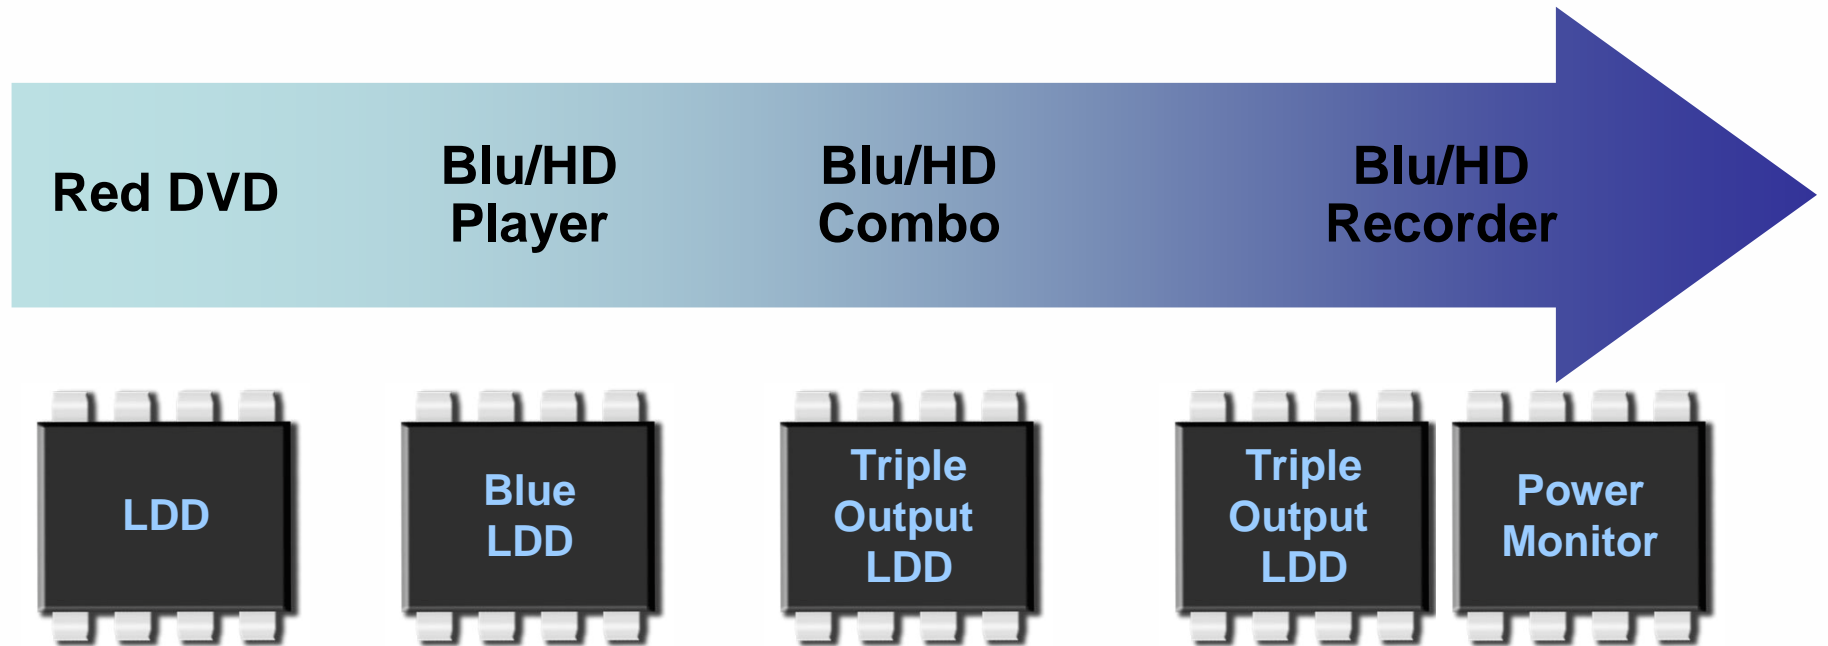 Red DVD
Blu/HD
Player
Blu/HD
Combo
Blu/HD
Recorder
LDD
Blue
LDD
Triple
Output
LDD
Triple
Output
LDD
Power
Monitor